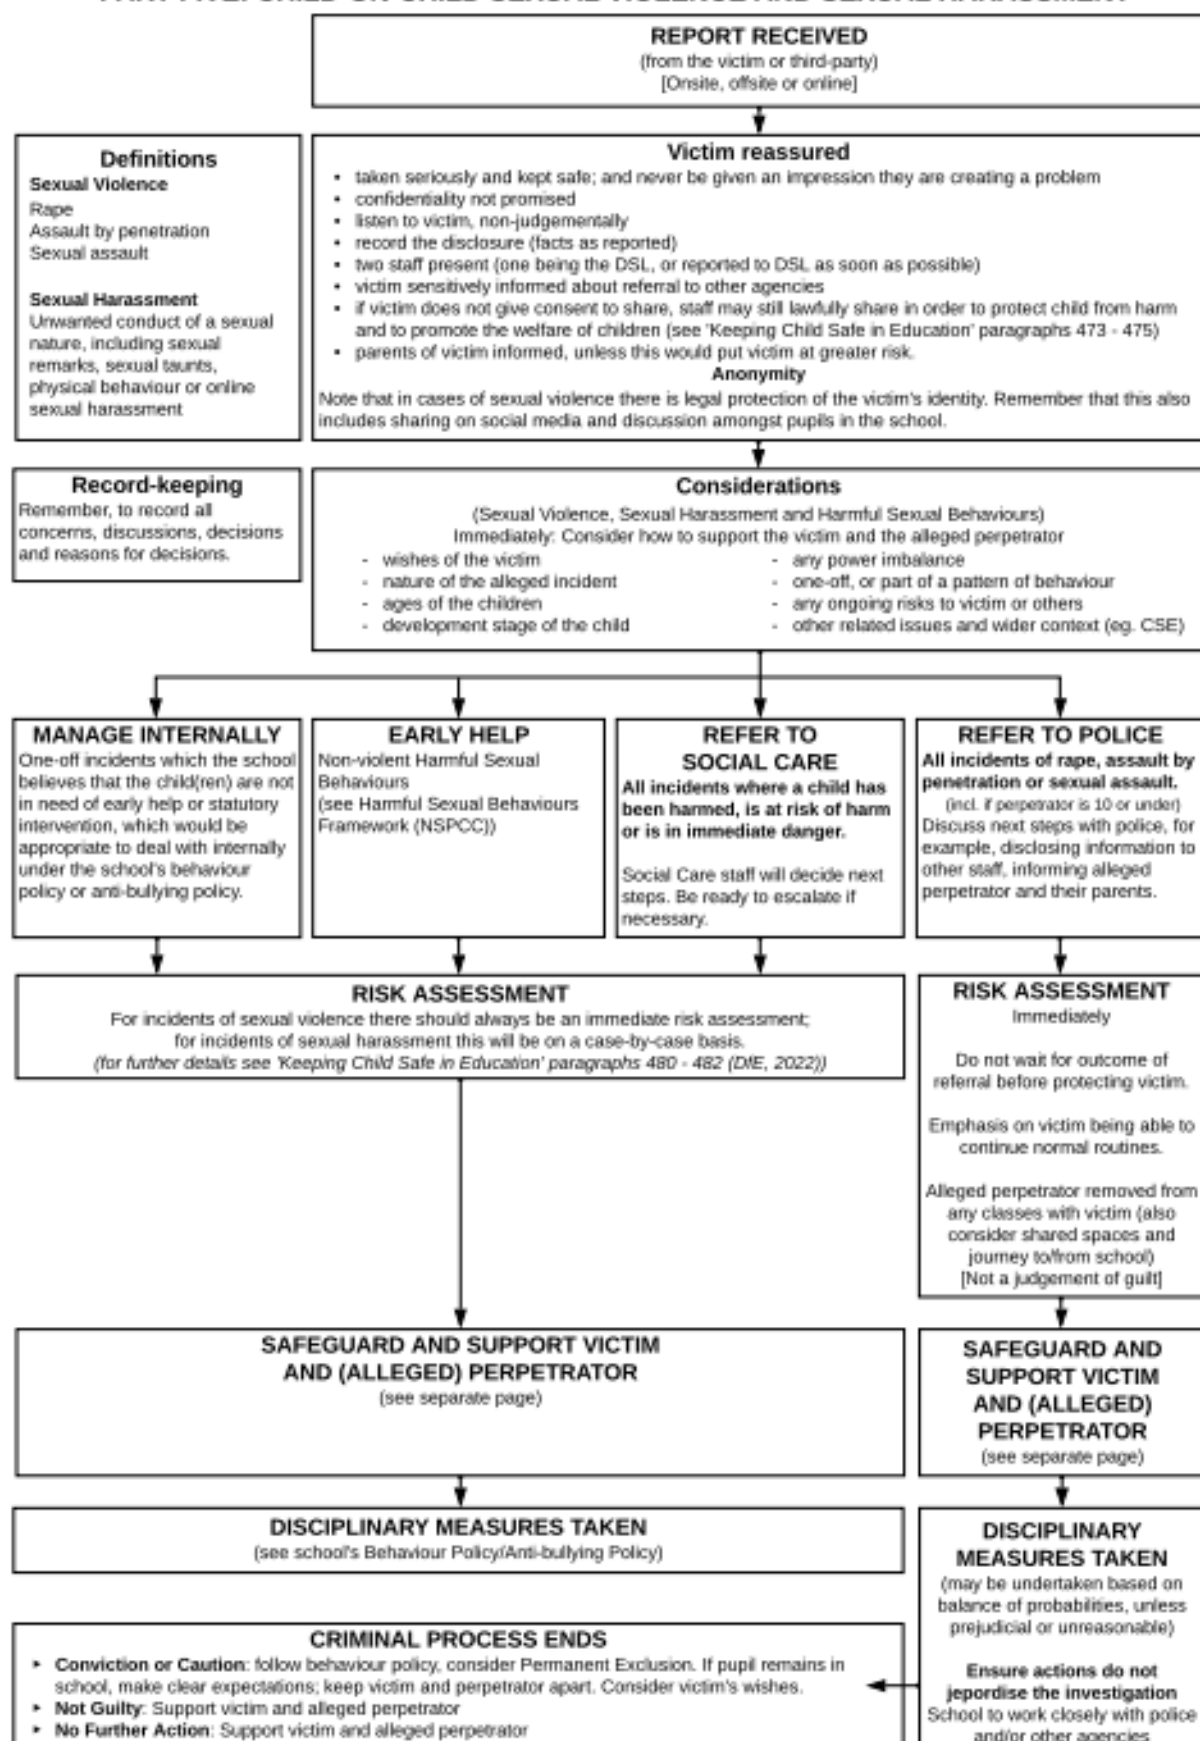 REPORT RECEIVED
(from the victim or third-party)
[Onsite, offsite or online]
Definitions
Sexual Violence
Rape
Assault by penetration
Sexual assault
Sexual Harassment
Unwanted conduct of a sexual
nature, including sexual
remarks, sexual taunts,
physical behaviour or online
sexual harassment
Victim reassured
• taken seriously and kept safe; and never be given an impression they are creating a problem
• confidentiality not promised
• listen to victim, non-judgementally
• record the disclosure (facts as reported)
• two staff present (one being the DSL, or reported to DSL as soon as possible)
• victim sensitively informed about referral to other agencies
• if victim does not give consent to share, staff may still lawfully share in order to protect child from harm
and to promote the welfare of children (see 'Keeping Child Safe in Education' paragraphs 473 - 475)
• parents of victim informed, unless this would put victim at greater risk.
Anonymity
Note that in cases of sexual violence there is legal protection of the victim's identity. Remember that this also
includes sharing on social media and discussion amongst pupils in the school.
Record-keeping
Remember, to record all
concerns, discussions, decisions
and reasons for decisions.
Considerations
(Sexual Violence, Sexual Harassment and Harmful Sexual Behaviours)
Immediately: Consider how to support the victim and the alleged perpetrator
- wishes of the victim
- nature of the alleged incident
- ages of the children
- development stage of the child
- any power imbalance
- one-off, or part of a pattern of behaviour
- any ongoing risks to victim or others
- other related issues and wider context (eg. CSE)
MANAGE INTERNALLY
One-off incidents which the school
believes that the child(ren) are not
in need of early help or statutory
intervention, which would be
appropriate to deal with internally
under the school's behaviour
policy or anti-bullying policy.
EARLY HELP
Non-violent Harmful Sexual
Behaviours
(see Harmful Sexual Behaviours
Framework (NSPCC))
REFER TO
SOCIAL CARE
All incidents where a child has
been harmed, is at risk of harm
or is in immediate danger.
Social Care staff will decide next
steps. Be ready to escalate if
necessary.
REFER TO POLICE
All incidents of rape, assault by
penetration or sexual assault.
(incl. if perpetrator is 10 or under)
Discuss next steps with police, for
example, disclosing information to
other staff, informing alleged
perpetrator and their parents.
RISK ASSESSMENT
For incidents of sexual violence there should always be an immediate risk assessment;
for incidents of sexual harassment this will be on a case-by-case basis.
(for further details see 'Keeping Child Safe in Education' paragraphs 480 - 482 (DfE, 2022))
RISK ASSESSMENT
Immediately
Do not wait for outcome of
referral before protecting victim.
Emphasis on victim being able to
continue normal routines.
Alleged perpetrator removed from
any classes with victim (also
consider shared spaces and
journey to/from school)
[Not a judgement of guilt]
SAFEGUARD AND SUPPORT VICTIM
AND (ALLEGED) PERPETRATOR
(see separate page)
SAFEGUARD AND
SUPPORT VICTIM
AND (ALLEGED)
PERPETRATOR
(see separate page)
DISCIPLINARY MEASURES TAKEN
(see school's Behaviour Policy/Anti-bullying Policy)
DISCIPLINARY
MEASURES TAKEN
(may be undertaken based on
balance of probabilities, unless
prejudicial or unreasonable)
Ensure actions do not
jepordise the investigation
School to work closely with police
and/or other agencies
CRIMINAL PROCESS ENDS
▸ Conviction or Caution: follow behaviour policy, consider Permanent Exclusion. If pupil remains in
school, make clear expectations; keep victim and perpetrator apart. Consider victim's wishes.
▸ Not Guilty: Support victim and alleged perpetrator
▸ No Further Action: Support victim and alleged perpetrator